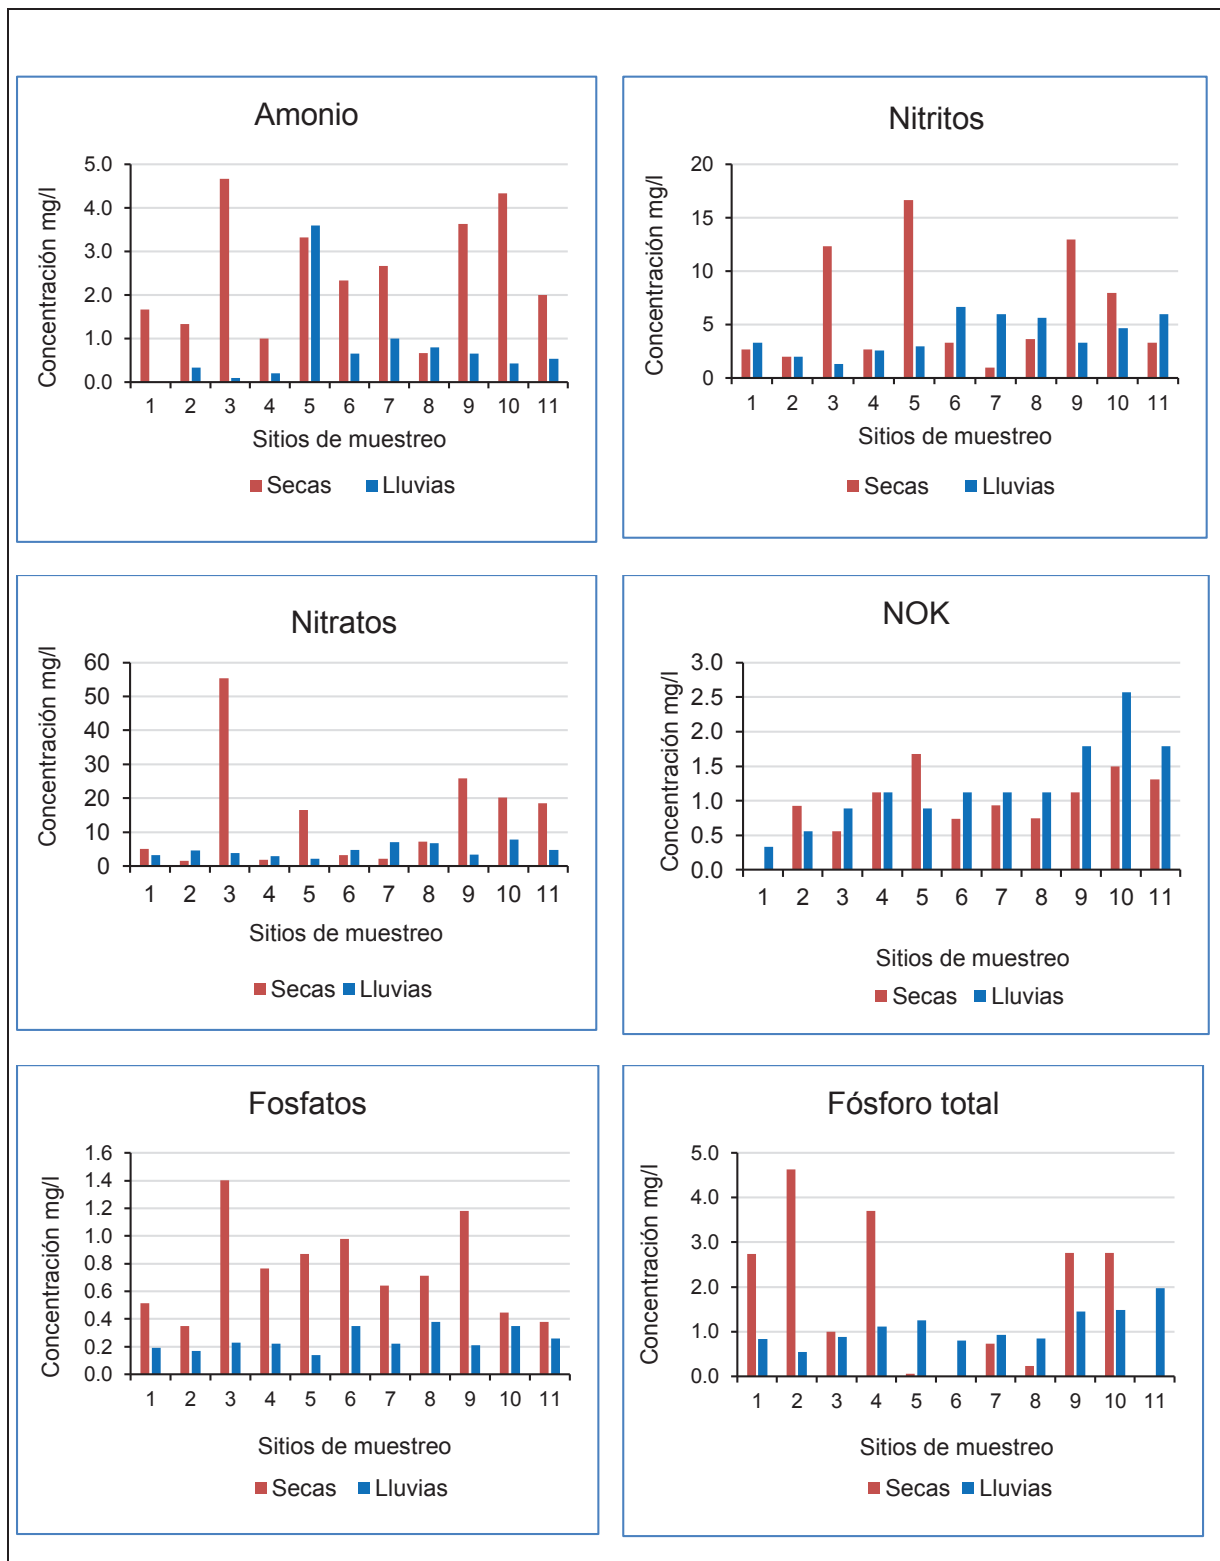 Amonio
Concentración mg/l
5.0
4.0
3.0
2.0
1.0
0.0
1 2 3 4 5 6 7 8 9 10 11
Sitios de muestreo
Secas Lluvias
Nitritos
Concentración mg/l
20
15
10
5
0
1 2 3 4 5 6 7 8 9 10 11
Sitios de muestreo
Secas Lluvias
Nitratos
Concentración mg/l
60
50
40
30
20
10
0
1 2 3 4 5 6 7 8 9 10 11
Sitios de muestreo
Secas Lluvias
NOK
Concentración mg/l
3.0
2.5
2.0
1.5
1.0
0.5
0.0
1 2 3 4 5 6 7 8 9 10 11
Sitios de muestreo
Secas Lluvias
Fosfatos
Concentración mg/l
1.6
1.4
1.2
1.0
0.8
0.6
0.4
0.2
0.0
1 2 3 4 5 6 7 8 9 10 11
Sitios de muestreo
Secas Lluvias
Fósforo total
Concentración mg/l
5.0
4.0
3.0
2.0
1.0
0.0
1 2 3 4 5 6 7 8 9 10 11
Sitios de muestreo
Secas Lluvias